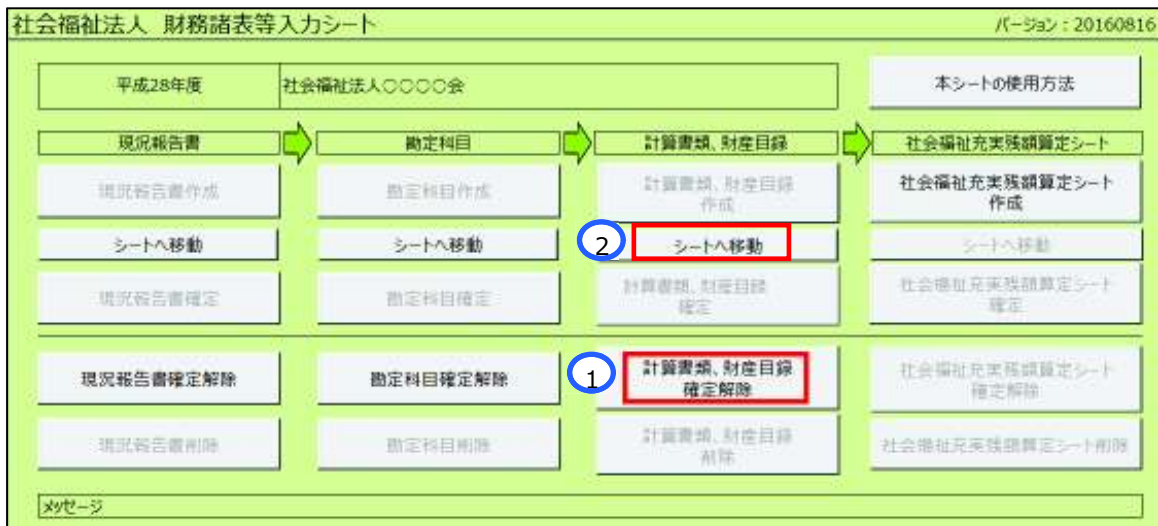 社会福祉法人 財務諸表等入力シート
バージョン：20160816
平成28年度
社会福祉法人○○○○会
本シートの使用方法
現況報告書
勘定科目
計算書類、財産目録
社会福祉充実残額算定シート
現況報告書作成
勘定科目作成
計算書類、財産目録
作成
社会福祉充実残額算定シート
作成
シートへ移動
シートへ移動
2
シートへ移動
シートへ移動
現況報告書確定
勘定科目確定
計算書類、財産目録
確定
社会福祉充実残額算定シート
確定
現況報告書確定解除
勘定科目確定解除
1
計算書類、財産目録
確定解除
社会福祉充実残額算定シート
確定解除
現況報告書削除
勘定科目削除
計算書類、財産目録
削除
社会福祉充実残額算定シート削除
メッセージ